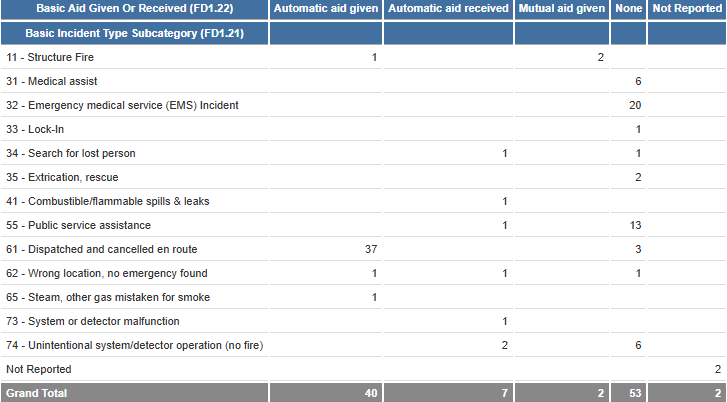 Basic Aid Given Or Received (FD1.22) Automatic aid given Automatic aid received Mutual aid given None Not Reported
Basic Incident Type Subcategory (FD1.21)
11 - Structure Fire 1 2
31 - Medical assist 6
32 - Emergency medical service (EMS) Incident 20
33 - Lock-In 1
34 - Search for lost person 1 1
35 - Extrication, rescue 2
41 - Combustible/flammable spills & leaks 1
55 - Public service assistance 1 13
61 - Dispatched and cancelled en route 37 3
62 - Wrong location, no emergency found 1 1 1
65 - Steam, other gas mistaken for smoke 1
73 - System or detector malfunction 1
74 - Unintentional system/detector operation (no fire) 2 6
Not Reported 2
Grand Total 40 7 2 53 2